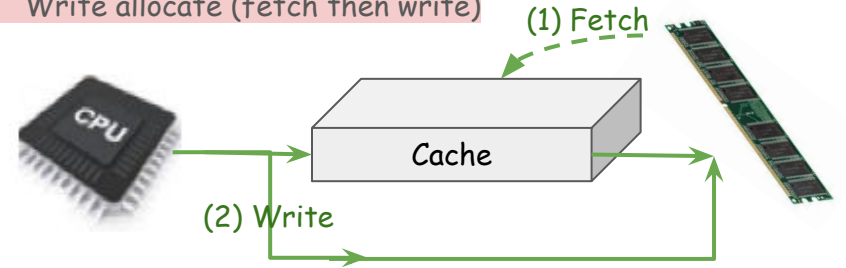 Write allocate (fetch then write)
(1) Fetch
CPU
Cache
(2) Write